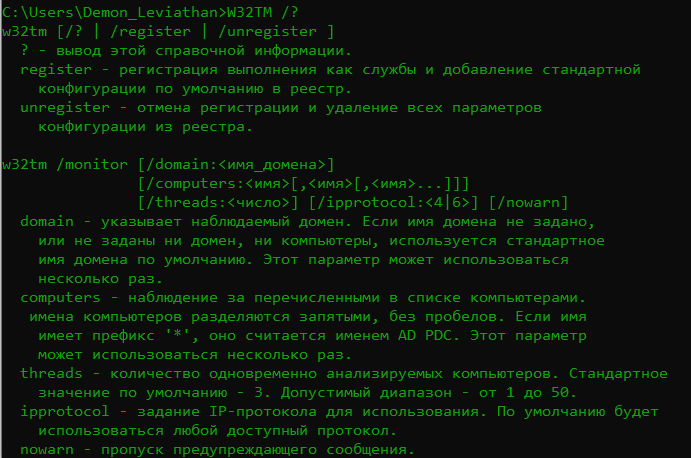 C:\Users\Demon_Leviathan>W32TM /?
w32tm [/? | /register | /unregister ]
? - вывод этой справочной информации.
register - регистрация выполнения как службы и добавление стандартной
конфигурации по умолчанию в реестр.
unregister - отмена регистрации и удаление всех параметров
конфигурации из реестра.
w32tm /monitor [/domain:<имя_домена>]
[/computers:<имя>[,<имя>[,<имя>...]]]
[/threads:<число>] [/ipprotocol:<4|6>] [/nowarn]
domain - указывает наблюдаемый домен. Если имя домена не задано,
или не заданы ни домен, ни компьютеры, используется стандартное
имя домена по умолчанию. Этот параметр может использоваться
несколько раз.
computers - наблюдение за перечисленными в списке компьютерами.
имена компьютеров разделяются запятыми, без пробелов. Если имя
имеет префикс '*', оно считается именем AD PDC. Этот параметр
может использоваться несколько раз.
threads - количество одновременно анализируемых компьютеров. Стандартное
значение по умолчанию - 3. Допустимый диапазон - от 1 до 50.
ipprotocol - задание IP-протокола для использования. По умолчанию будет
использоваться любой доступный протокол.
nowarn - пропуск предупреждающего сообщения.